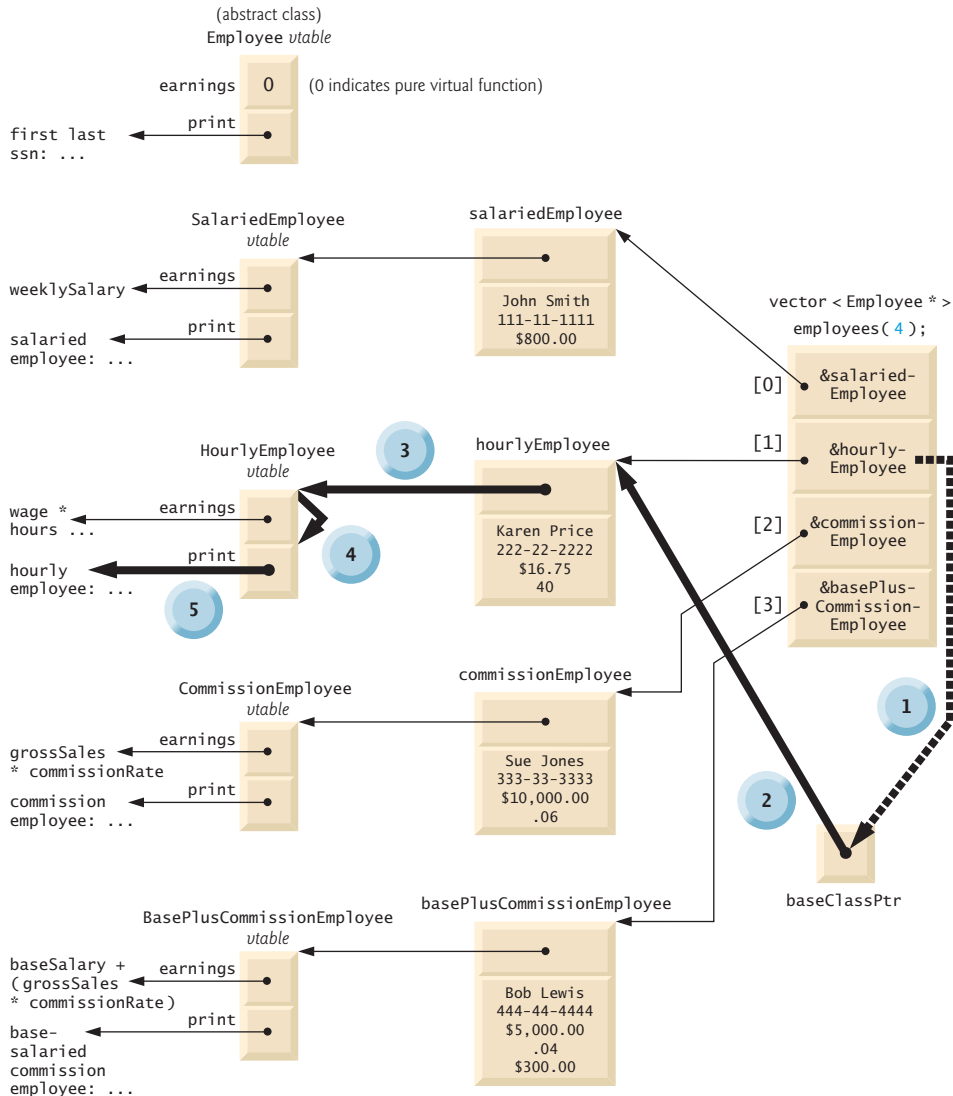 (abstract class)
Employee vtable
earnings
0
(0 indicates pure virtual function)
print
first last
ssn: ...
SalariedEmployee
vtable
salariedEmployee
earnings
weeklySalary
print
salaried
employee: ...
John Smith
111-11-1111
$800.00
vector < Employee * >
employees( 4 );
[0]
&salaried-
Employee
[1]
&hourly-
Employee
[2]
&commission-
Employee
[3]
&basePlus-
Commission-
Employee
HourlyEmployee
vtable
3
hourlyEmployee
earnings
wage *
hours ...
print
4
hourly
employee: ...
5
Karen Price
222-22-2222
$16.75
40
1
2
baseClassPtr
CommissionEmployee
vtable
commissionEmployee
earnings
grossSales
* commissionRate
print
commission
employee: ...
Sue Jones
333-33-3333
$10,000.00
.06
BasePlusCommissionEmployee
vtable
basePlusCommissionEmployee
baseSalary +
(grossSales
* commissionRate)
earnings
print
base-
salaried
commission
employee: ...
Bob Lewis
444-44-4444
$5,000.00
.04
$300.00